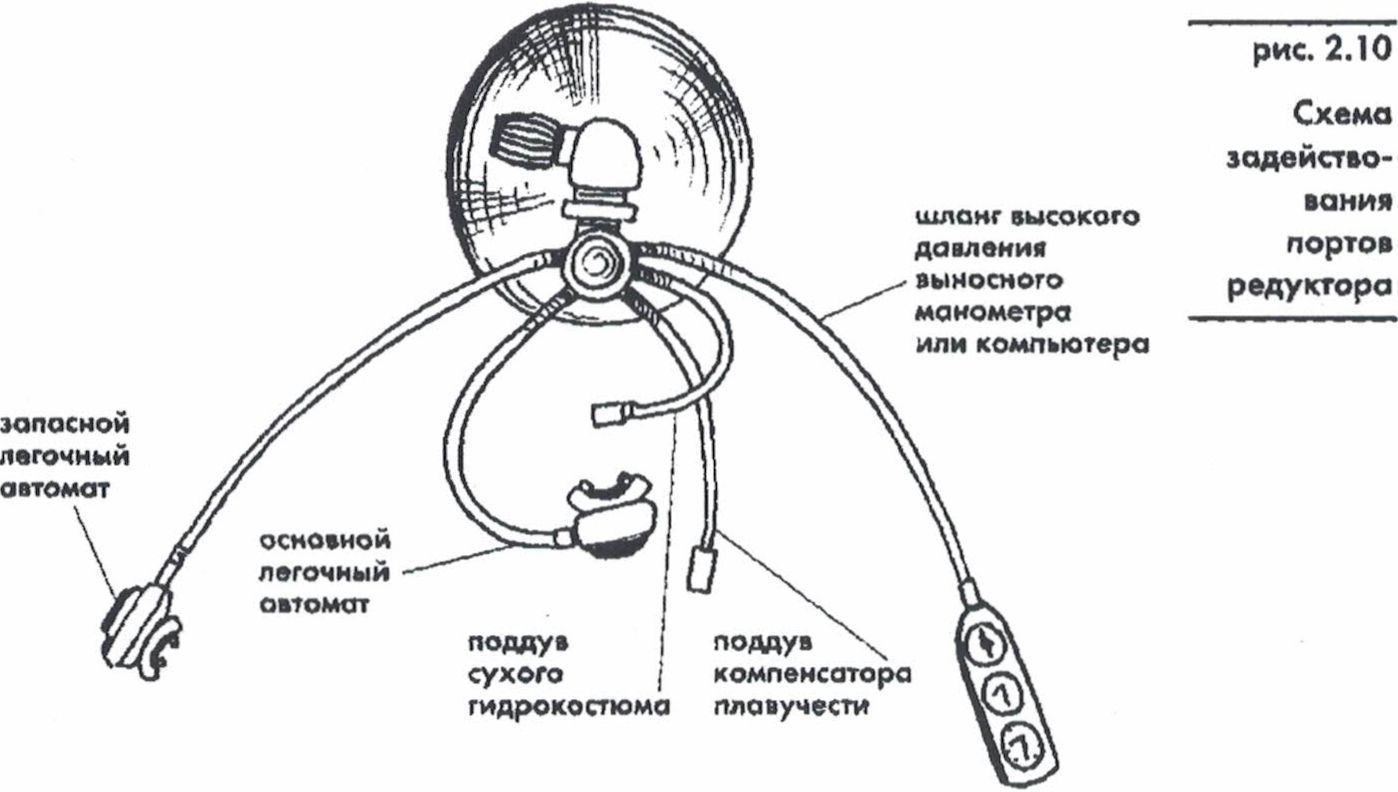 рис. 2.10
Схема
задейство-
вания
портов
редуктора
шланг высокого
давления
выносного
манометра
или компьютера
запасной
легочный
автомат
основной
легочный
автомат
поддув
сухого
гидрокостюма
поддув
компенсатора
плавучести